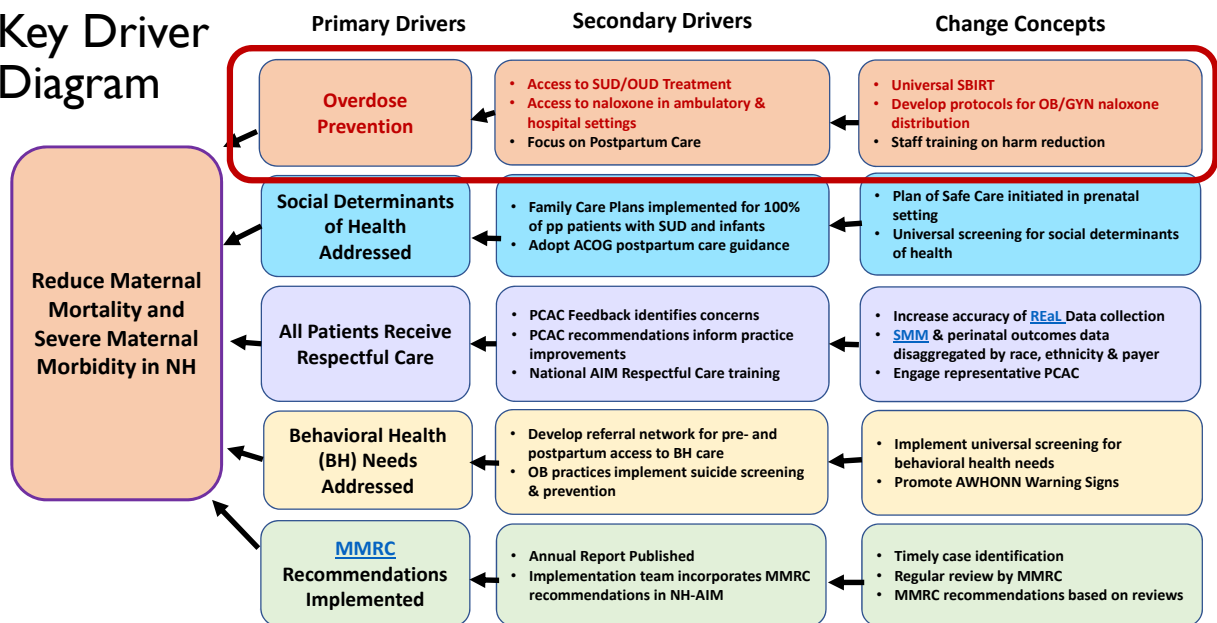 Key Driver
Diagram
Primary Drivers
Secondary Drivers
Change Concepts
Reduce Maternal
Mortality and
Severe Maternal
Morbidity in NH
Overdose
Prevention
• Access to SUD/OUD Treatment
• Access to naloxone in ambulatory &
hospital settings
• Focus on Postpartum Care
• Universal SBIRT
• Develop protocols for OB/GYN naloxone
distribution
• Staff training on harm reduction
Social Determinants
of Health
Addressed
• Family Care Plans implemented for 100%
of pp patients with SUD and infants
• Adopt ACOG postpartum care guidance
• Plan of Safe Care initiated in prenatal
setting
• Universal screening for social determinants
of health
All Patients Receive
Respectful Care
• PCAC Feedback identifies concerns
• PCAC recommendations inform practice
improvements
• National AIM Respectful Care training
• Increase accuracy of REaL Data collection
• SMM & perinatal outcomes data
disaggregated by race, ethnicity & payer
• Engage representative PCAC
Behavioral Health
(BH) Needs
Addressed
• Develop referral network for pre- and
postpartum access to BH care
• OB practices implement suicide screening
& prevention
• Implement universal screening for
behavioral health needs
• Promote AWHONN Warning Signs
MMRC
Recommendations
Implemented
• Annual Report Published
• Implementation team incorporates MMRC
recommendations in NH-AIM
• Timely case identification
• Regular review by MMRC
• MMRC recommendations based on reviews